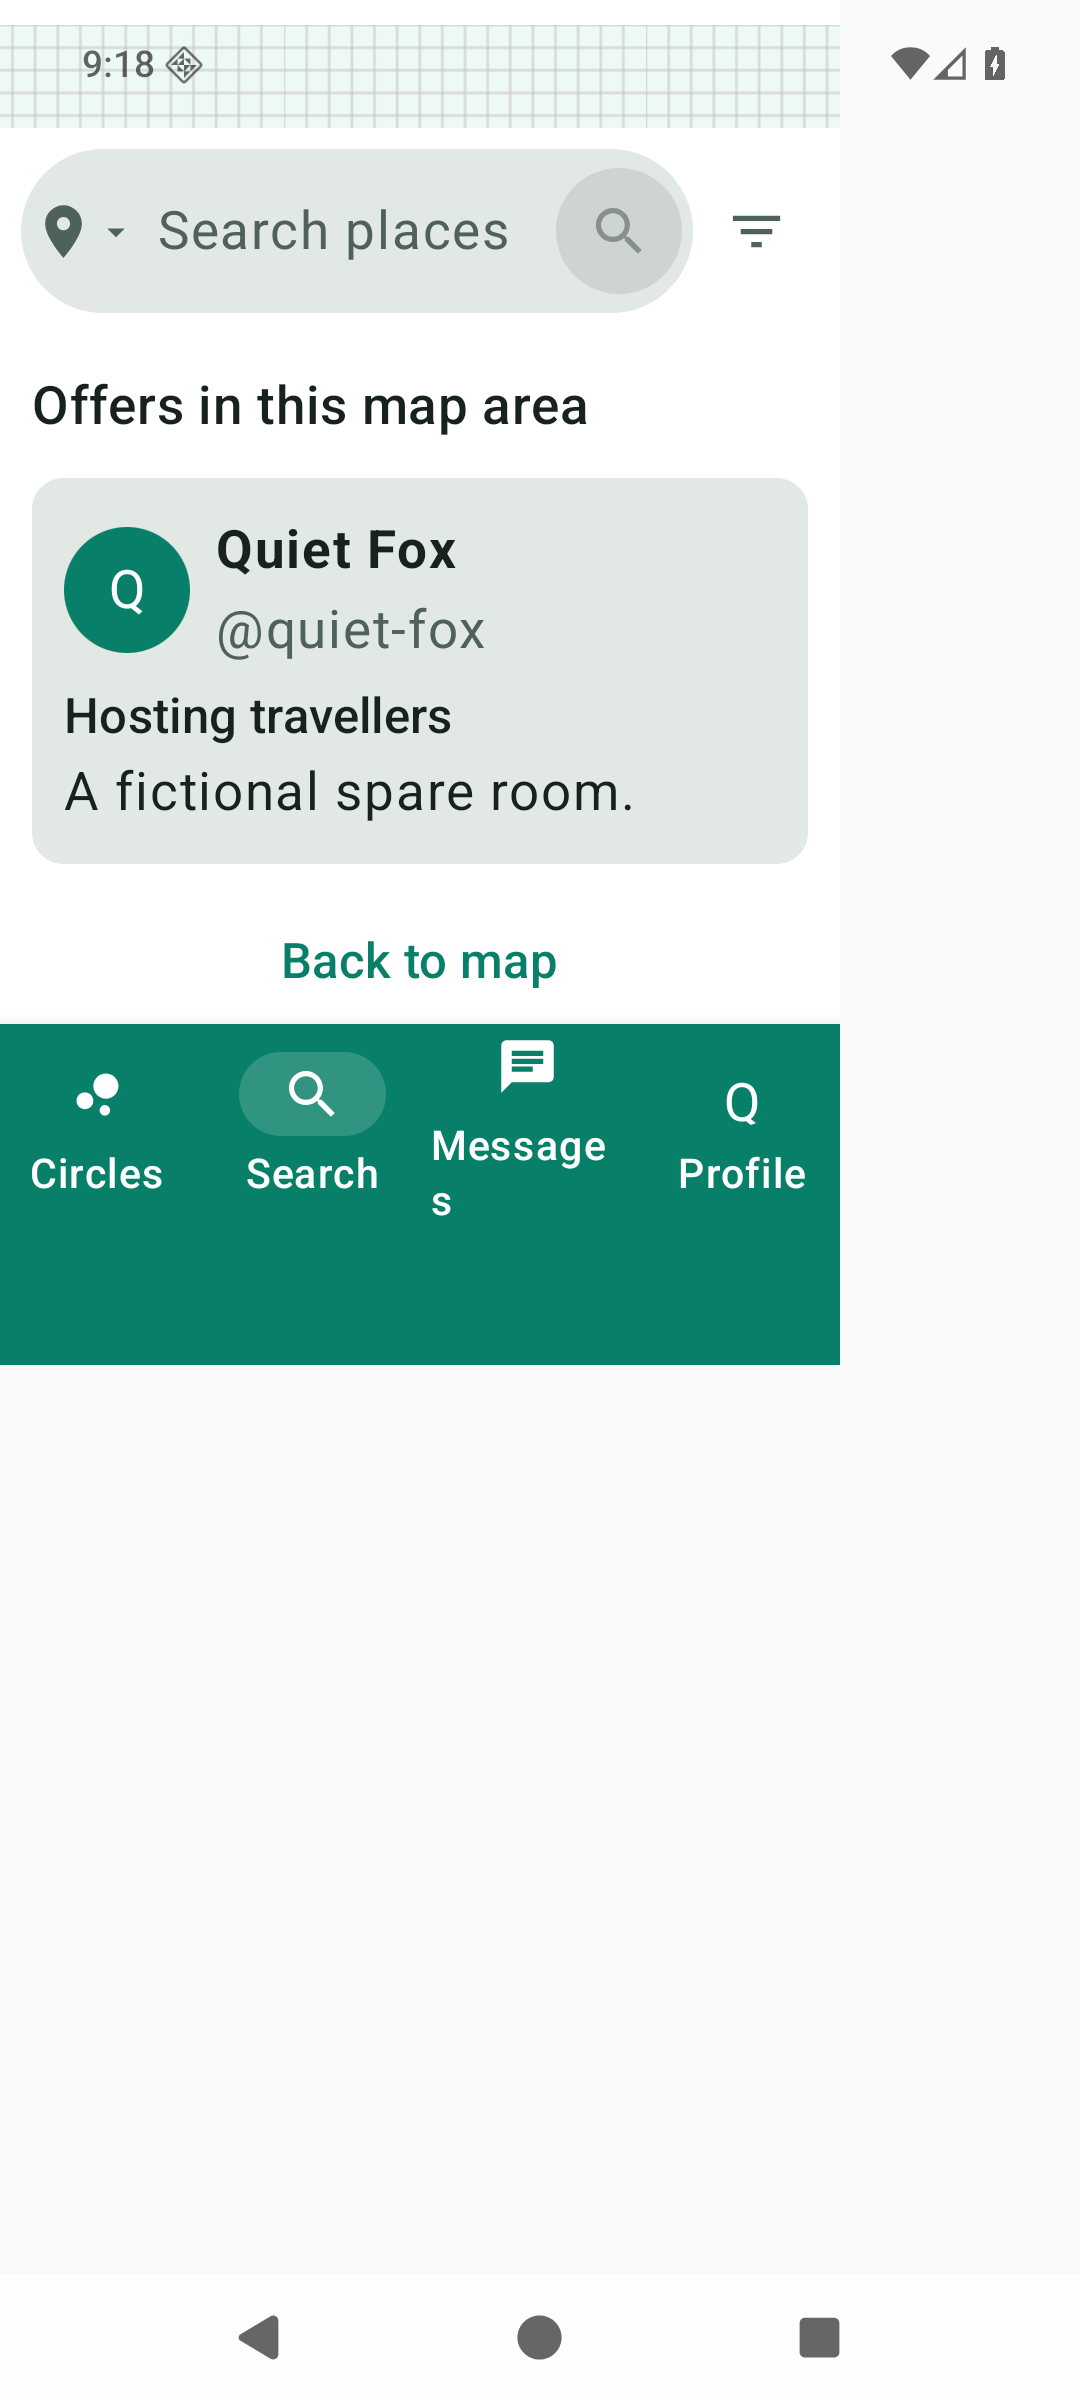 9:18
Search places
Offers in this map area
Q
Quiet Fox
@quiet-fox
Hosting travellers
A fictional spare room.
Back to map
Circles
Search
Message
s
Q
Profile